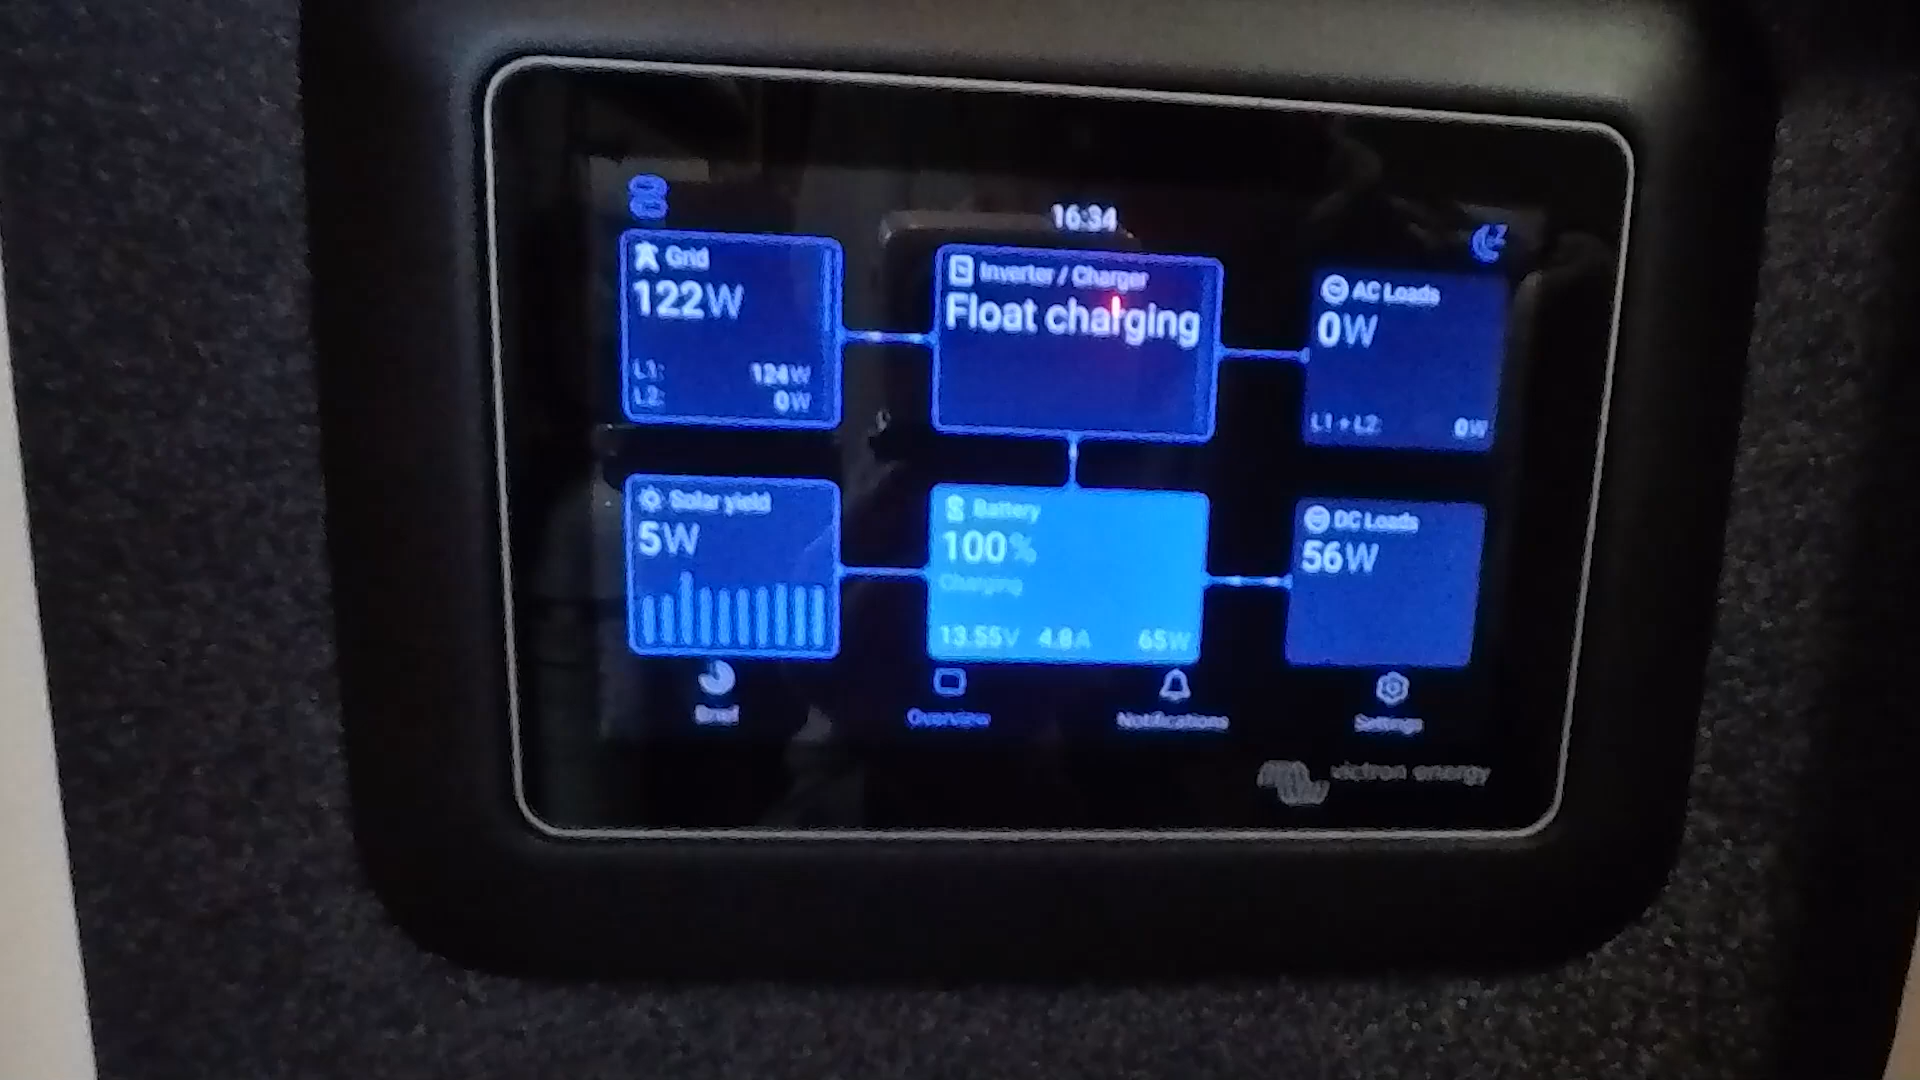 16:34
Grid
122W
L1: 124W
L2: 0W
Inverter / Charger
Float charging
AC Loads
0W
L1+L2: 0W
Solar yield
5W
Battery
100%
Charging
13.55V 4.8A 65W
DC Loads
56W
Brief
Overview
Notifications
Settings
victron energy